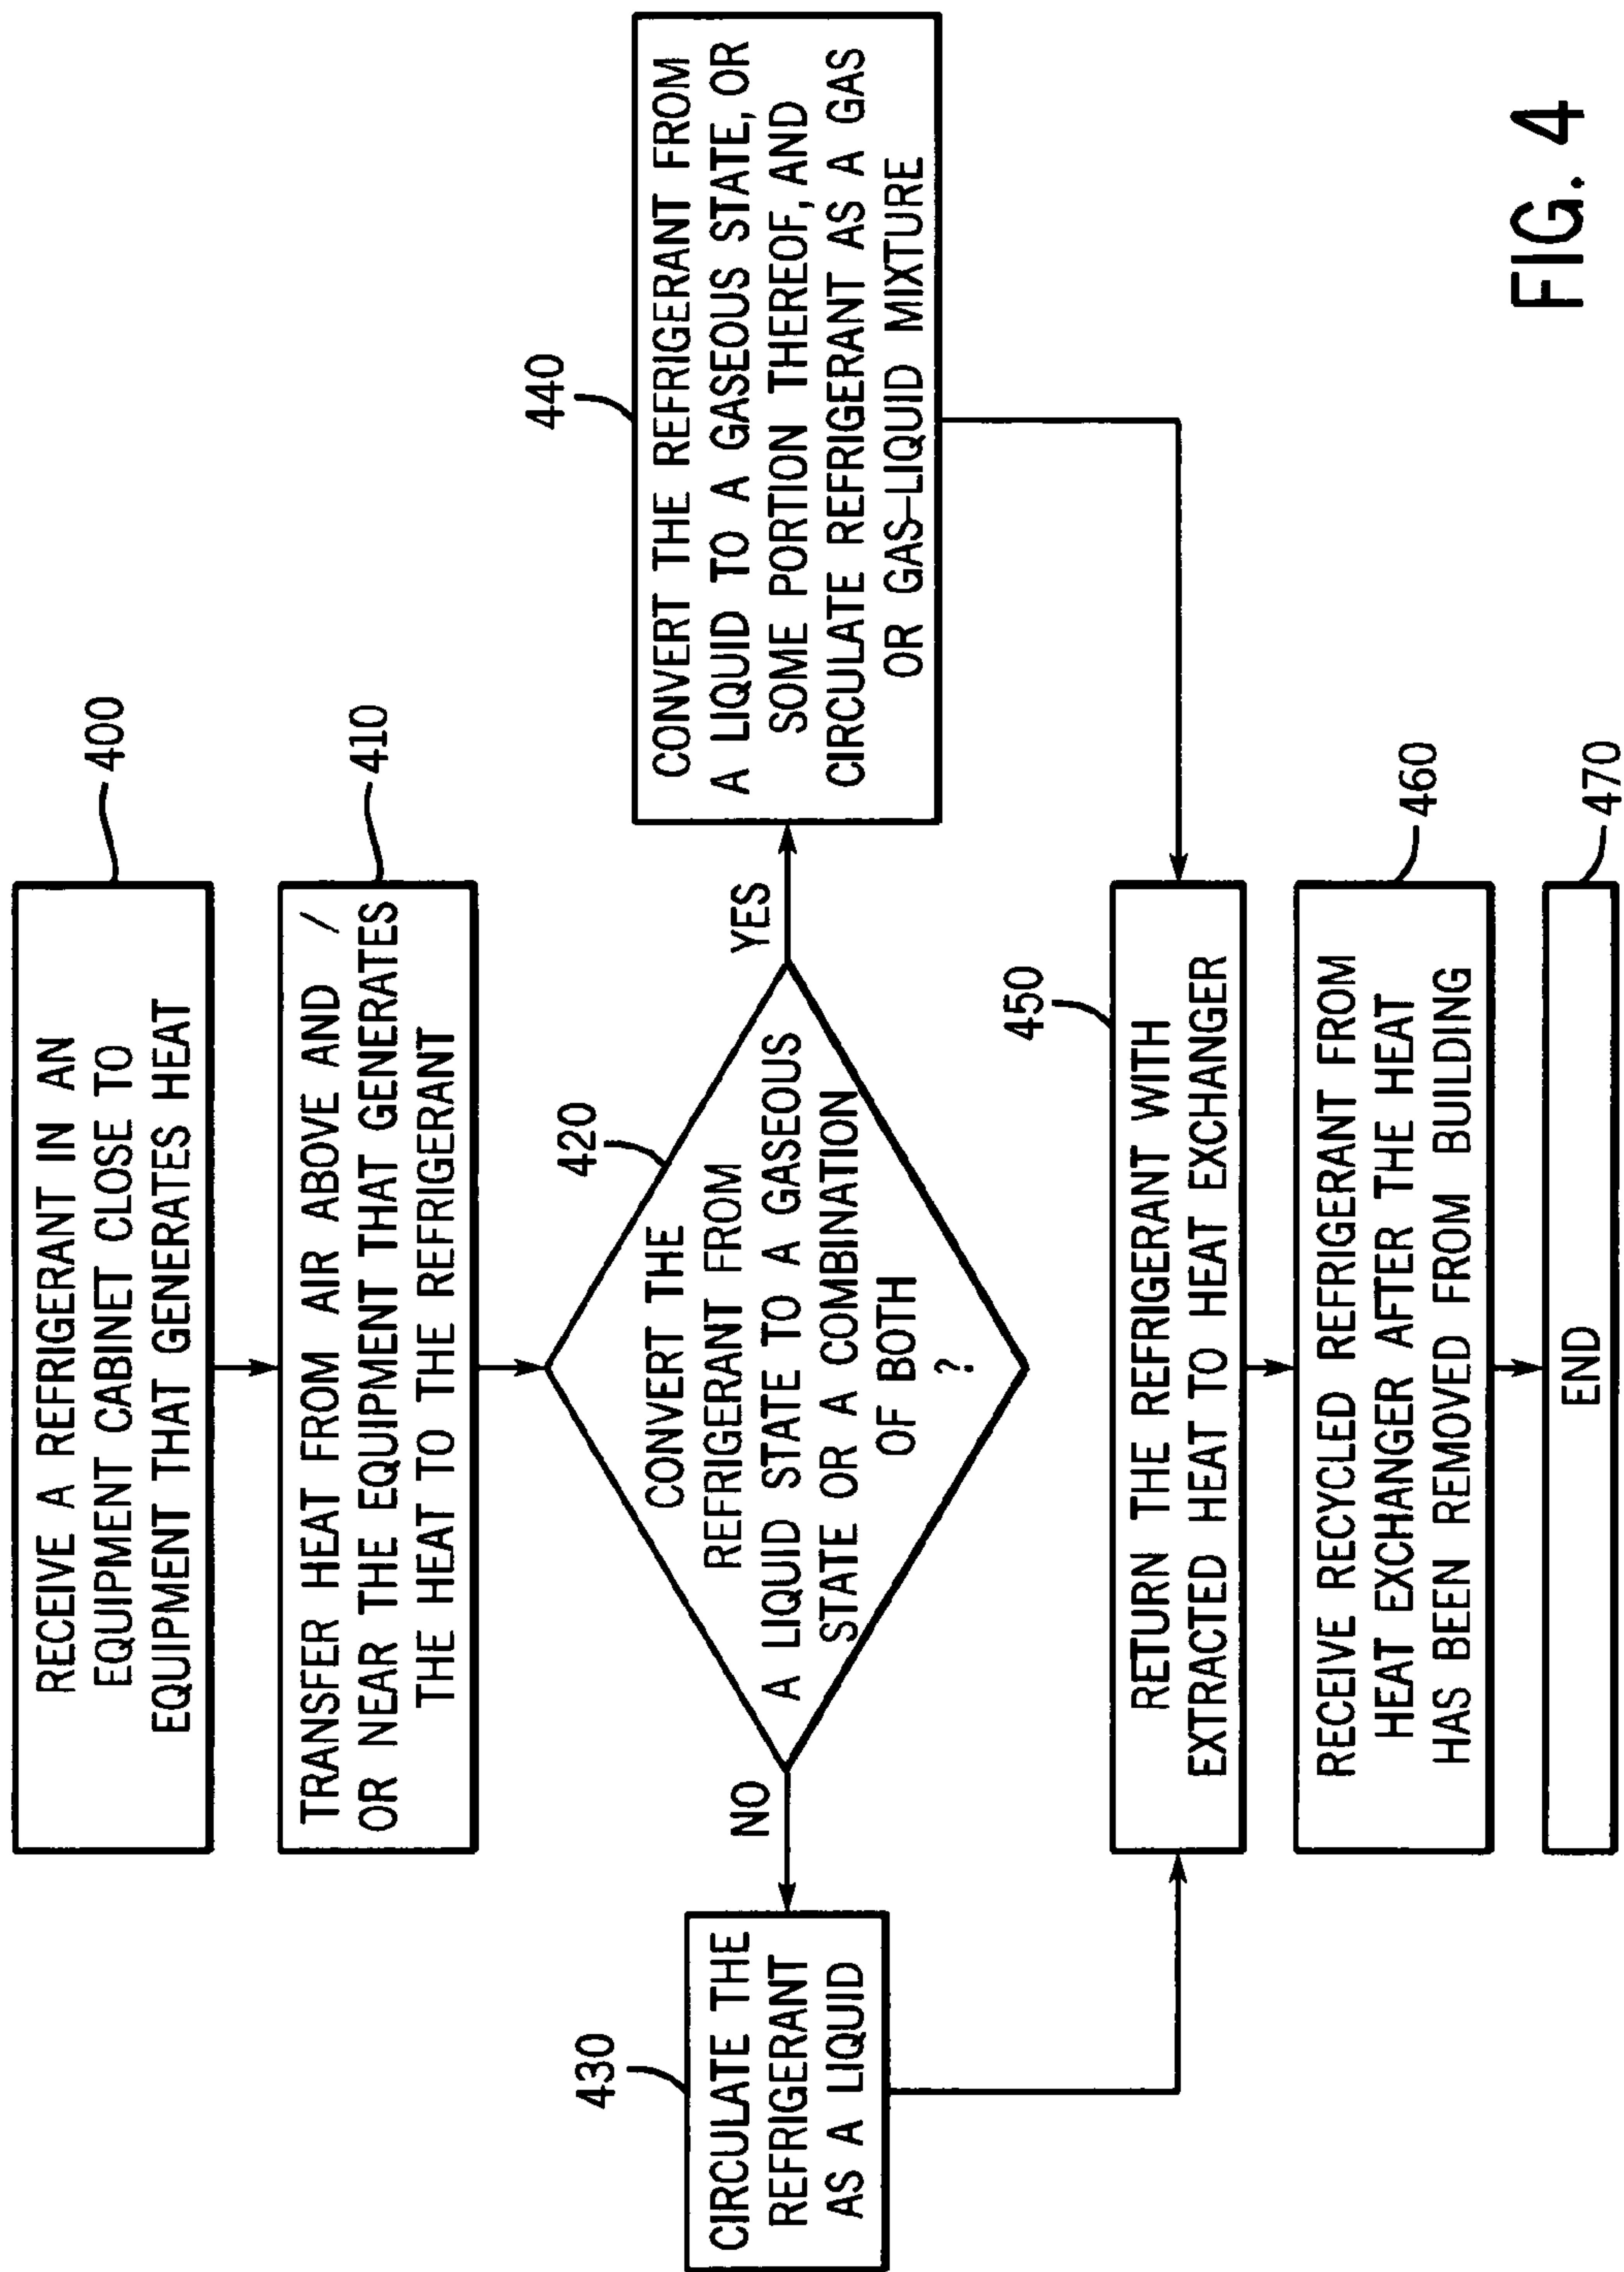 400
RECEIVE A REFRIGERANT IN AN
EQUIPMENT CABINET CLOSE TO
EQUIPMENT THAT GENERATES HEAT
410
TRANSFER HEAT FROM AIR ABOVE AND /
OR NEAR THE EQUIPMENT THAT GENERATES
THE HEAT TO THE REFRIGERANT
420
CONVERT THE
REFRIGERANT FROM
A LIQUID STATE TO A GASEOUS
STATE OR A COMBINATION
OF BOTH
?
NO
YES
430
CIRCULATE THE
REFRIGERANT
AS A LIQUID
440
CONVERT THE REFRIGERANT FROM
A LIQUID TO A GASEOUS STATE, OR
SOME PORTION THEREOF, AND
CIRCULATE REFRIGERANT AS A GAS
OR GAS-LIQUID MIXTURE
450
RETURN THE REFRIGERANT WITH
EXTRACTED HEAT TO HEAT EXCHANGER
460
RECEIVE RECYCLED REFRIGERANT FROM
HEAT EXCHANGER AFTER THE HEAT
HAS BEEN REMOVED FROM BUILDING
470
END
FIG. 4